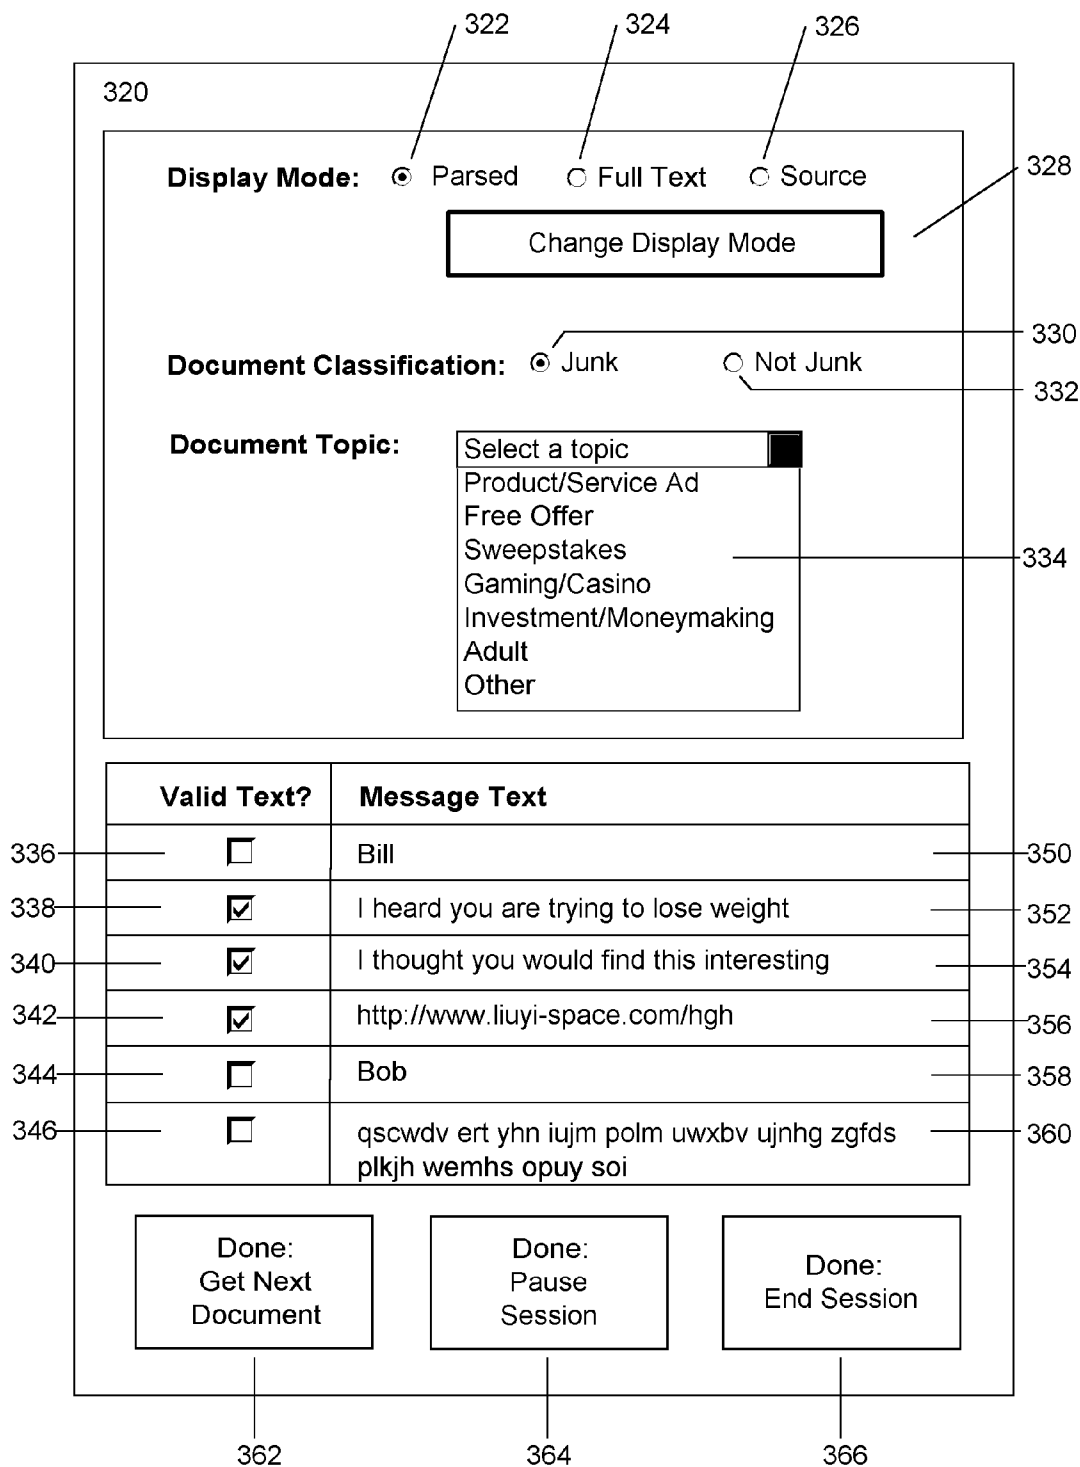 322 324 326
320
Display Mode: Parsed Full Text Source
328
Change Display Mode
330
Document Classification: Junk Not Junk
332
Document Topic: Select a topic
Product/Service Ad
Free Offer
Sweepstakes
334
Gaming/Casino
Investment/Moneymaking
Adult
Other
Valid Text? Message Text
336 Bill 350
338 I heard you are trying to lose weight 352
340 I thought you would find this interesting 354
342 http://www.liuyi-space.com/hgh 356
344 Bob 358
346 qscwdv ert yhn iujm polm uwxbv ujnhg zgfds 360
plkjh wemhs opuy soi
Done:
Get Next
Document
Done:
Pause
Session
Done:
End Session
362 364 366